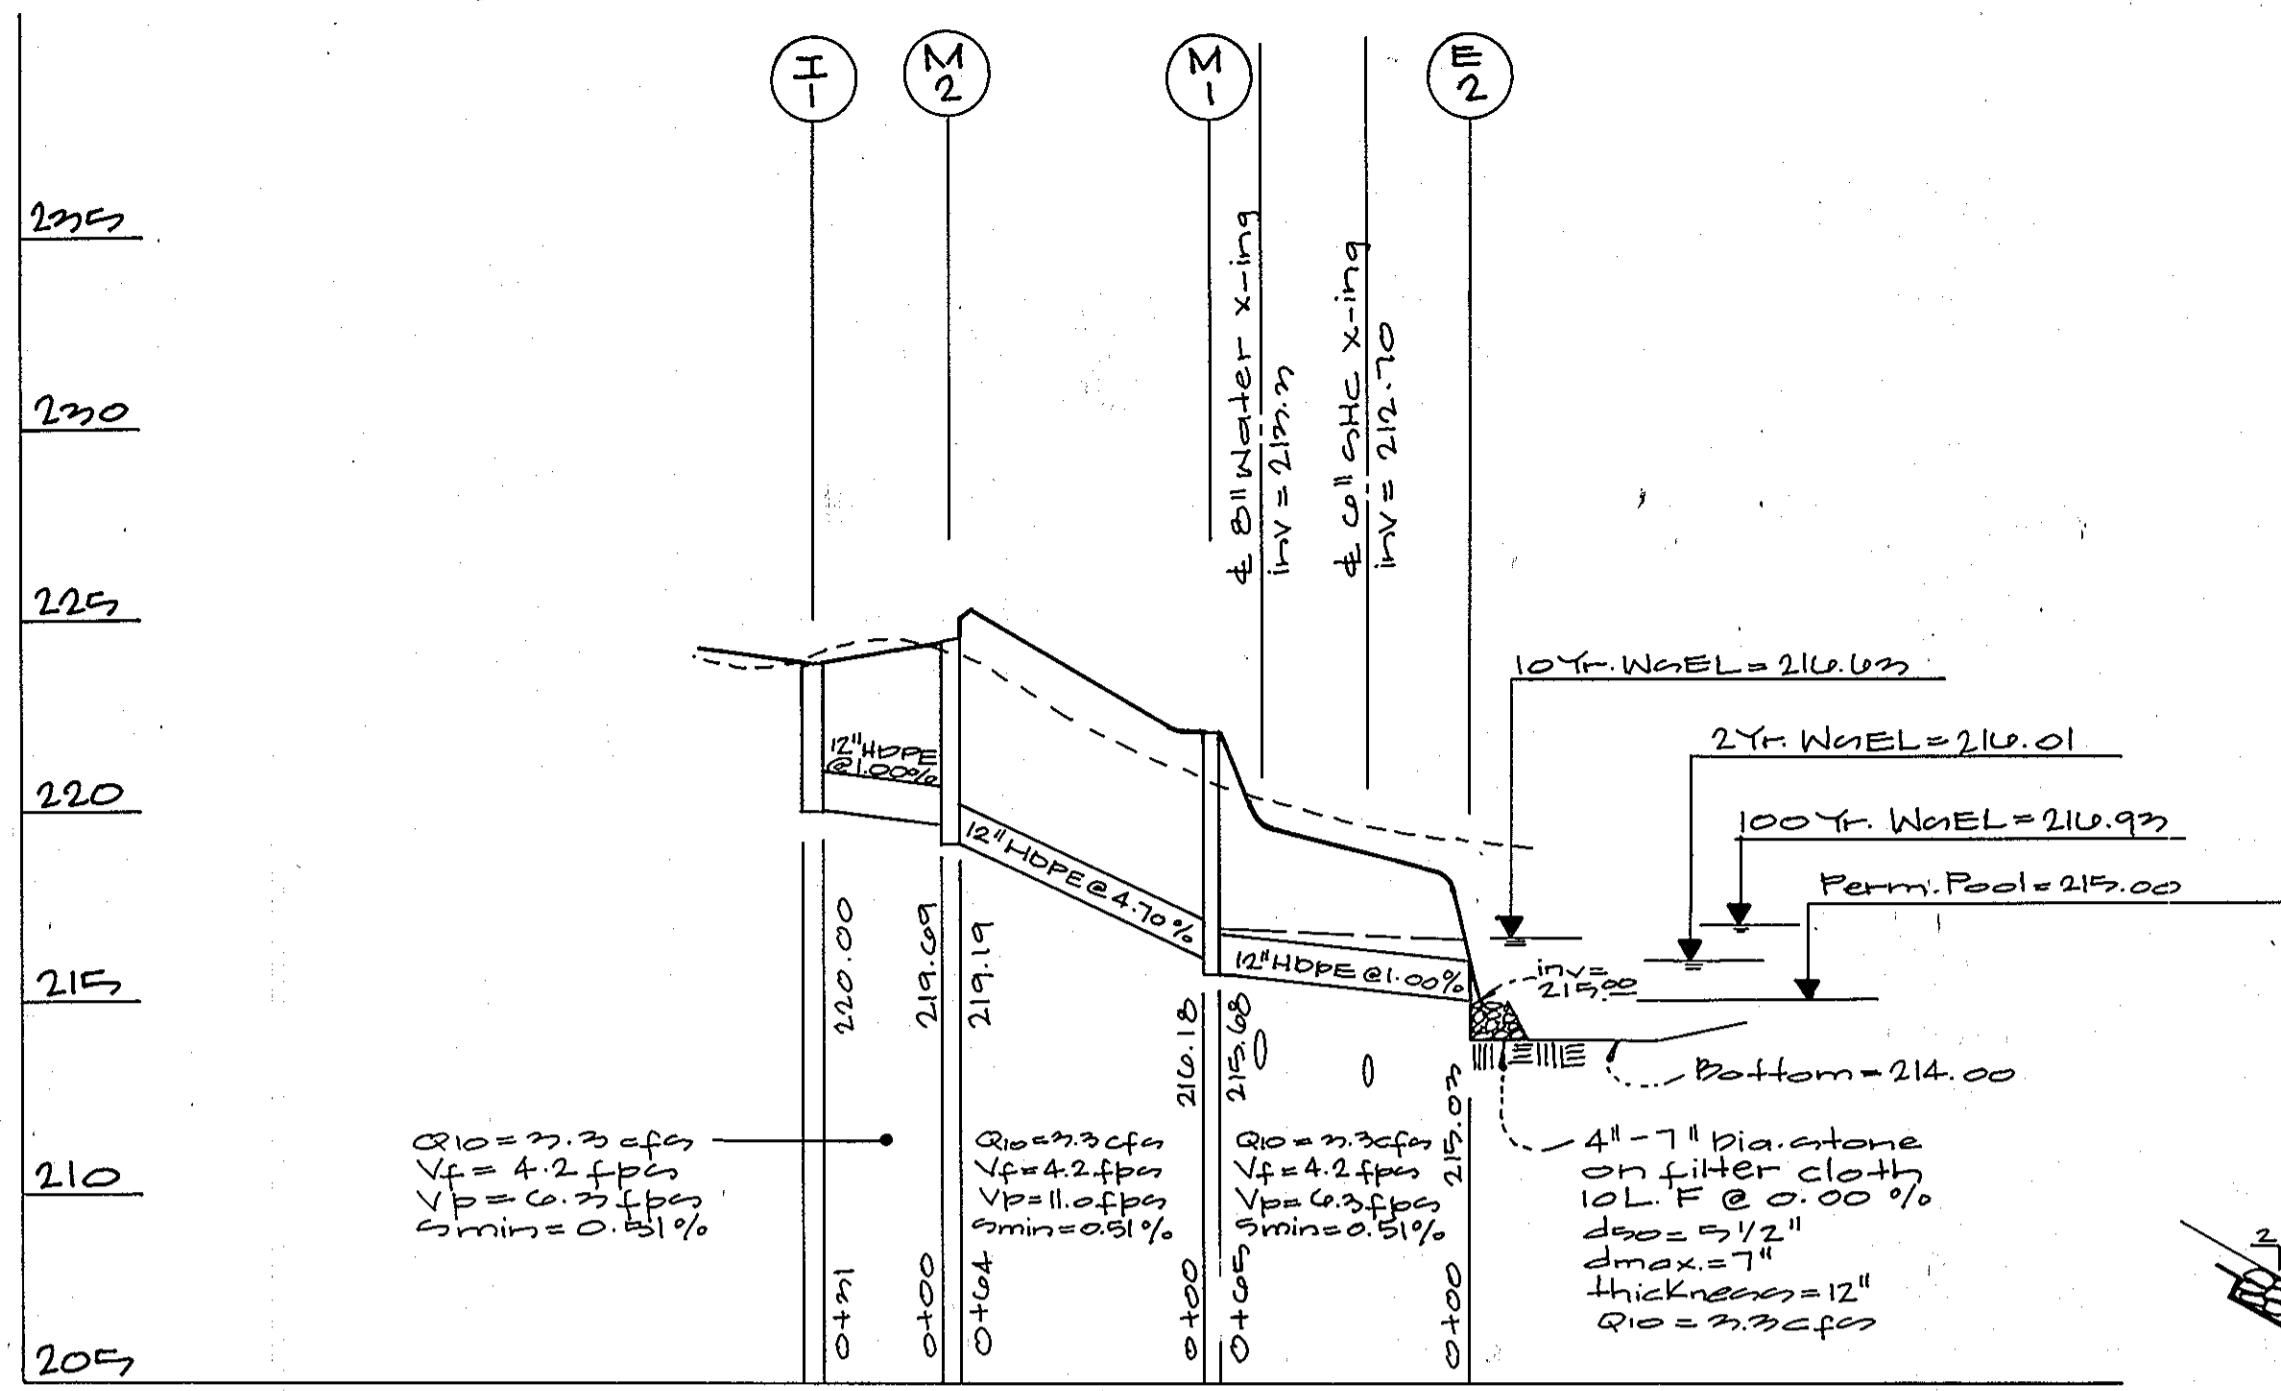 I
1
M
2
M
1
E
2
235
230
225
220
215
210
205
℄ 8" Water x-ing
inv = 213.3
℄ 6" SHC x-ing
inv = 212.70
10 Yr. WSEL = 216.63
2 Yr. WSEL = 216.01
100 Yr. WSEL = 216.93
Perm. Pool = 215.00
12" HDPE
@ 1.00%
12" HDPE @ 4.70%
12" HDPE @ 1.00%
inv =
215.00
Bottom = 214.00
220.00
219.69
219.19
216.18
215.68
215.03
Q10 = 3.3 cfs
Vf = 4.2 fps
Vp = 6.3 fps
Smin = 0.51%
Q10 = 3.3 cfs
Vf = 4.2 fps
Vp = 11.0 fps
Smin = 0.51%
Q10 = 3.3 cfs
Vf = 4.2 fps
Vp = 6.3 fps
Smin = 0.51%
4" - 7" Dia. stone
on filter cloth
10 L. F @ 0.00 %
d50 = 5 1/2"
dmax. = 7"
thickness = 12"
Q10 = 3.3 cfs
0+31
0+00
0+64
0+00
0+65
0+00
2